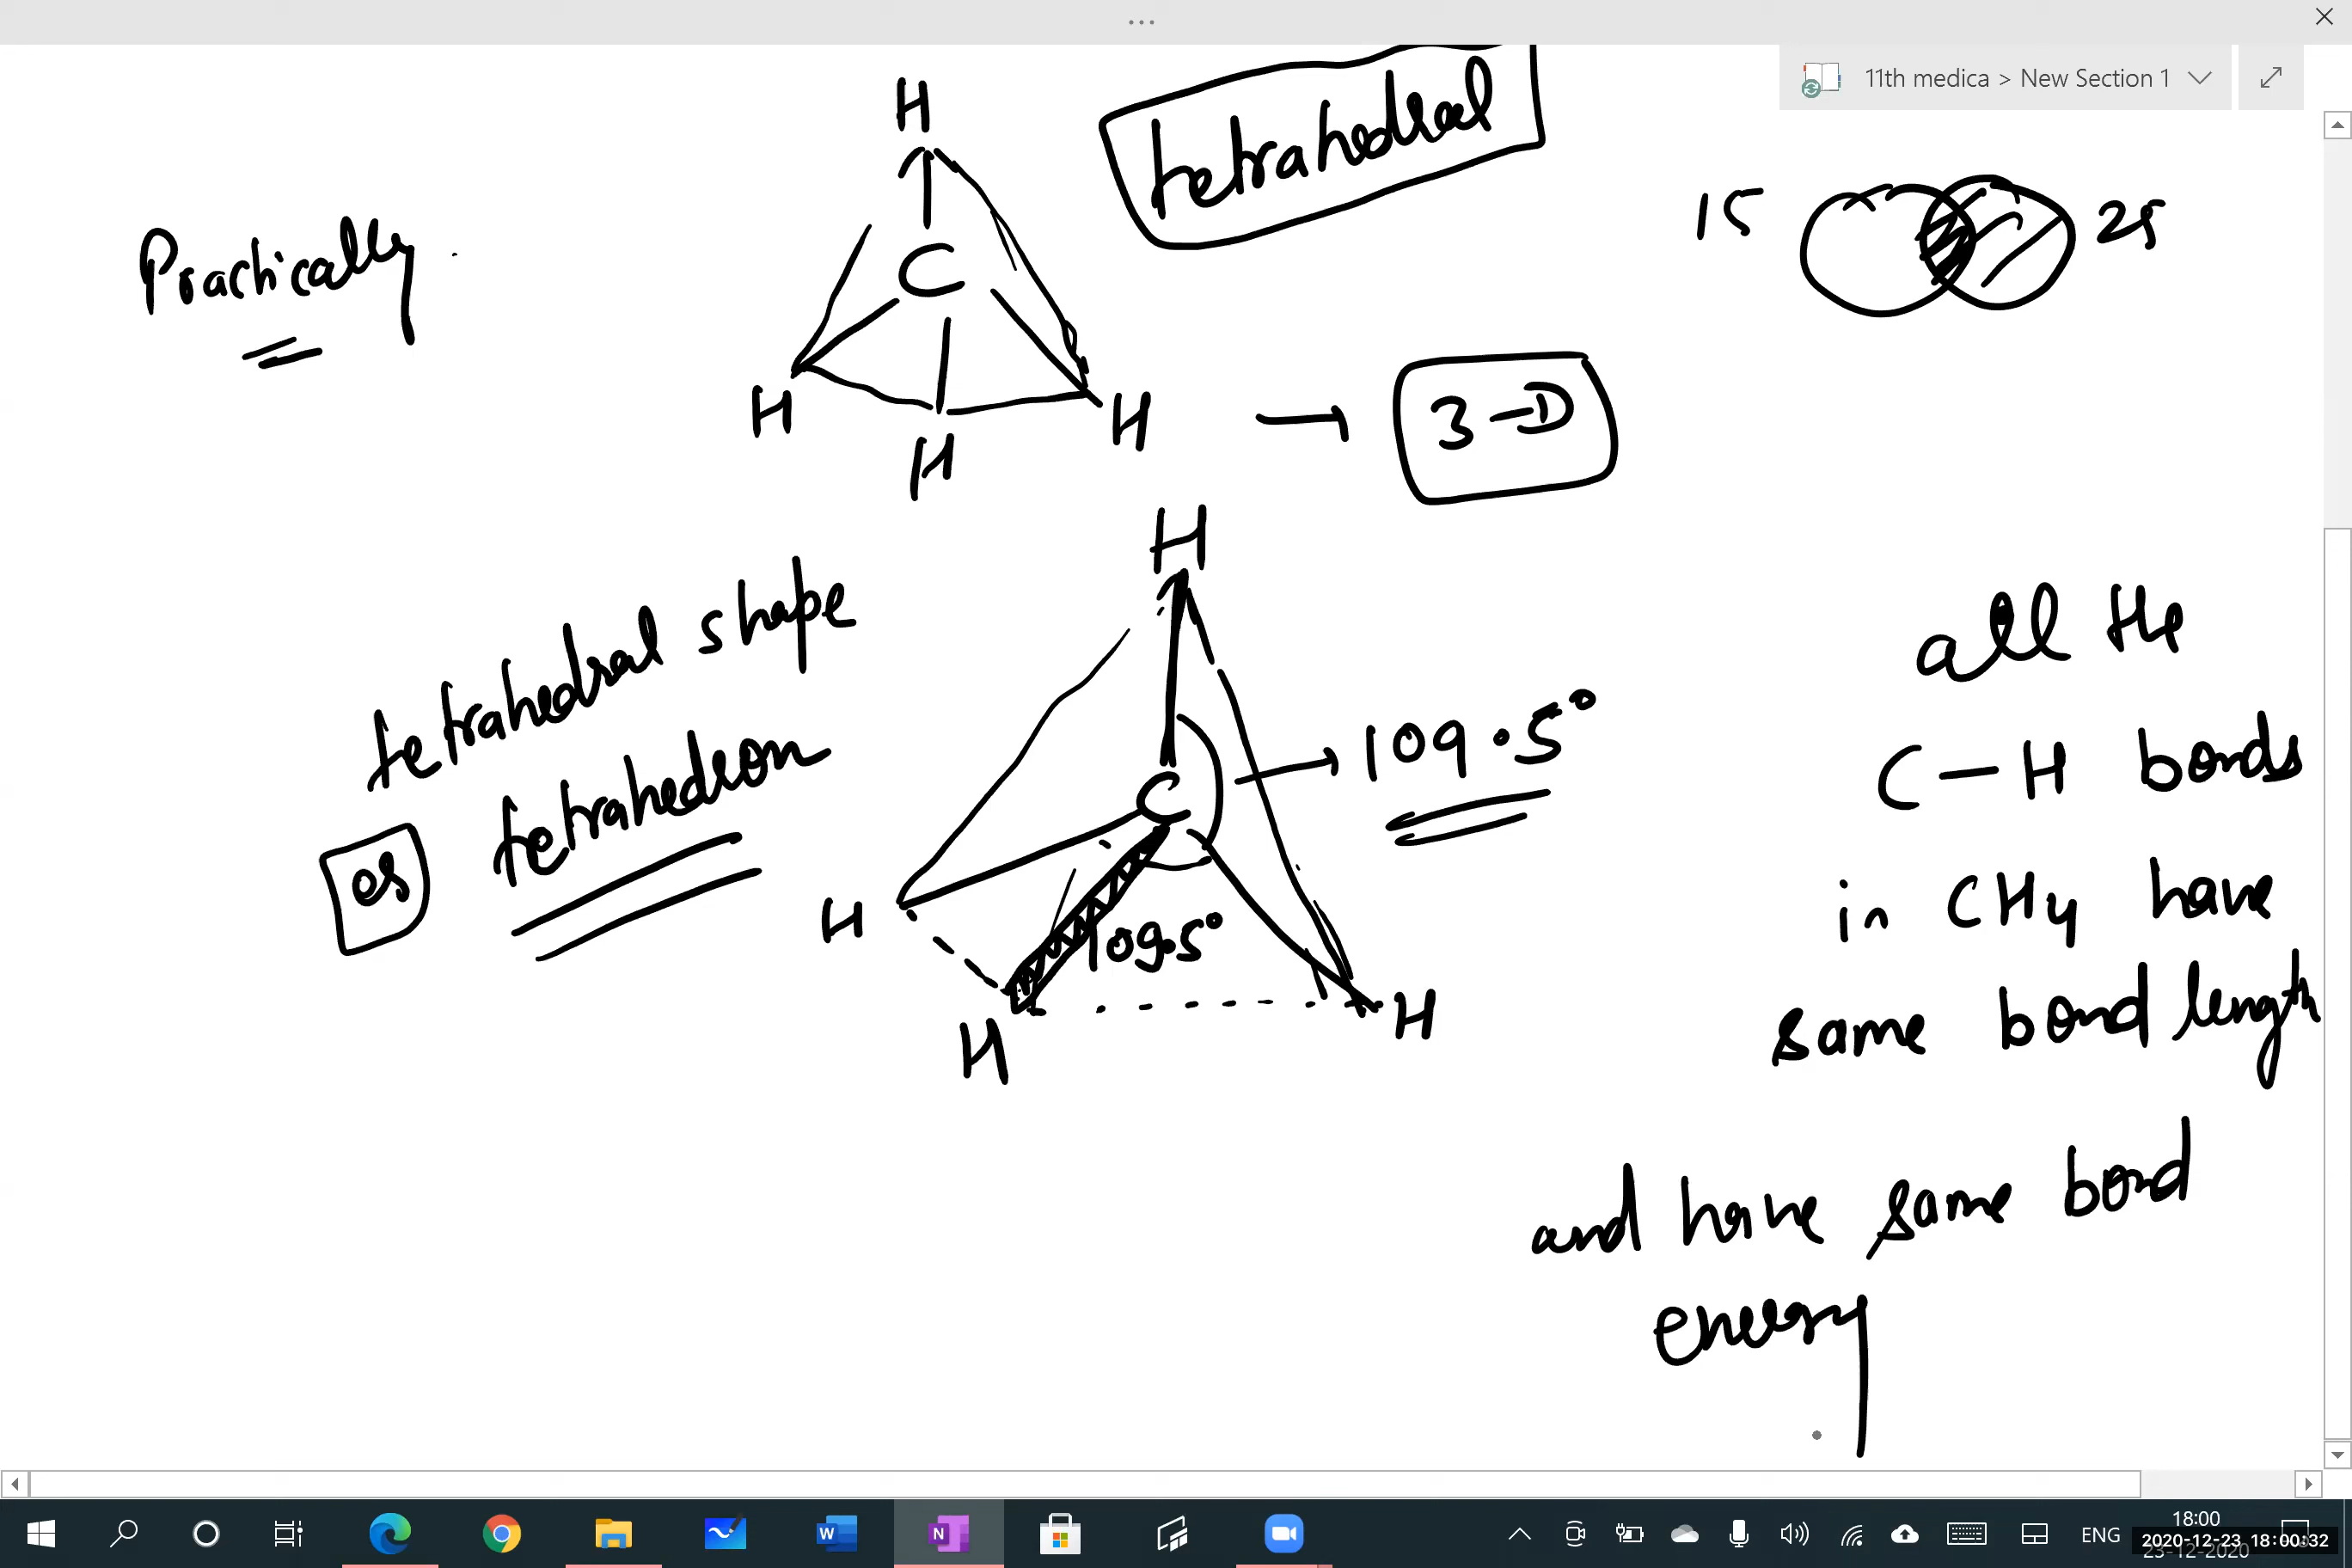 ...
11th medica > New Section 1
H
tetrahedral
Practically
C
1s
2s
H
H
H
3-D
H
tetrahedral shape
or
tetrahedron
C
109.5°
109.5°
H
H
H
all the
C-H bonds
in CH4 have
same bond length
and have same bond
energy
W
N
ENG
18:00
2020-12-23 18:00:32
23-12-2020